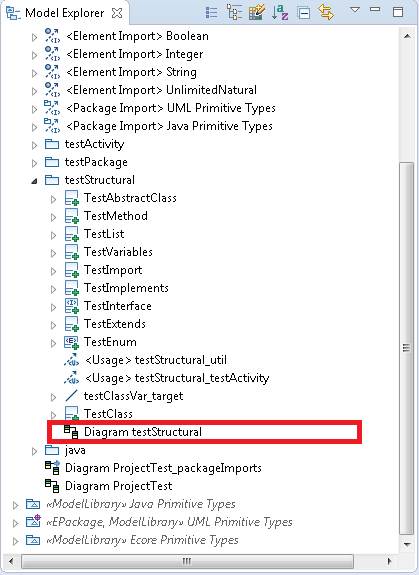 Model Explorer
<Element Import> Boolean
<Element Import> Integer
<Element Import> String
<Element Import> UnlimitedNatural
<Package Import> UML Primitive Types
<Package Import> Java Primitive Types
testActivity
testPackage
testStructural
TestAbstractClass
TestMethod
TestList
TestVariables
TestImport
TestImplements
TestInterface
TestExtends
TestEnum
<Usage> testStructural_util
<Usage> testStructural_testActivity
testClassVar_target
TestClass
Diagram testStructural
java
Diagram ProjectTest_packageImports
Diagram ProjectTest
«ModelLibrary» Java Primitive Types
«EPackage, ModelLibrary» UML Primitive Types
«ModelLibrary» Ecore Primitive Types